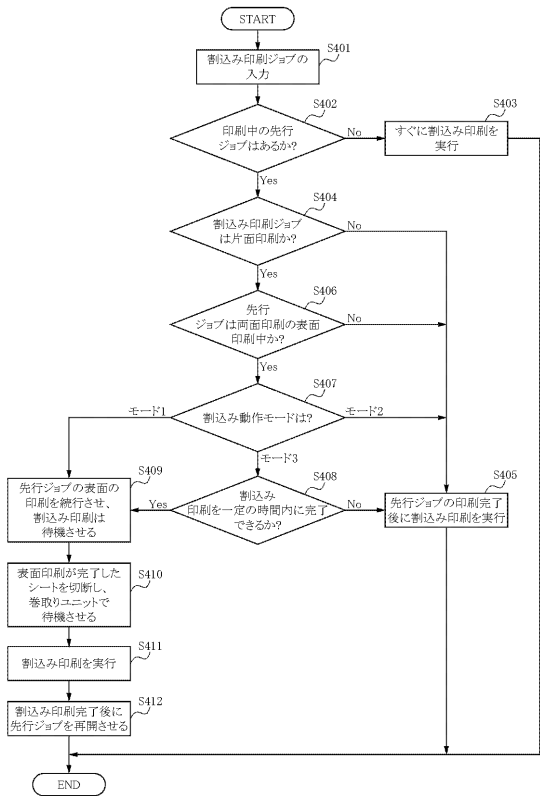 START
S401
割込み印刷ジョブの
入力
S402
印刷中の先行
ジョブはあるか?
No
S403
すぐに割込み印刷を
実行
Yes
S404
割込み印刷ジョブ
は片面印刷か?
No
Yes
S406
先行
ジョブは両面印刷の表面
印刷中か?
No
Yes
S407
モード1
割込み動作モードは?
モード2
モード3
S409
先行ジョブの表面の
印刷を続行させ、
割込み印刷は
待機させる
Yes
S408
割込み
印刷を一定の時間内に完了
できるか?
No
S405
先行ジョブの印刷完了
後に割込み印刷を実行
S410
表面印刷が完了した
シートを切断し、
巻取りユニットで
待機させる
S411
割込み印刷を実行
S412
割込み印刷完了後に
先行ジョブを再開させる
END